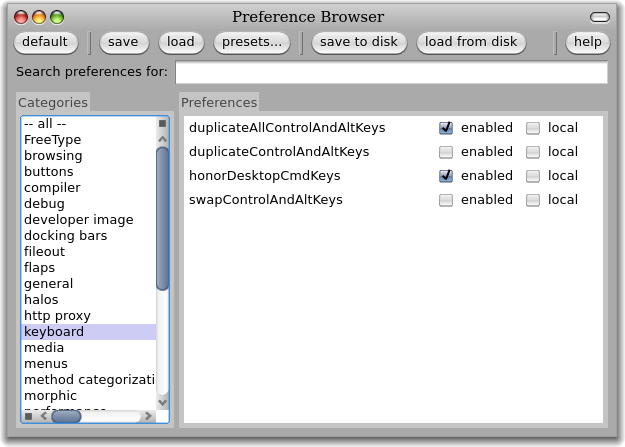 Preference Browser
default save load presets... save to disk load from disk help
Search preferences for:
Categories
-- all --
FreeType
browsing
buttons
compiler
debug
developer image
docking bars
fileout
flaps
general
halos
http proxy
keyboard
media
menus
method categorizati
morphic
Preferences
duplicateAllControlAndAltKeys enabled local
duplicateControlAndAltKeys enabled local
honorDesktopCmdKeys enabled local
swapControlAndAltKeys enabled local